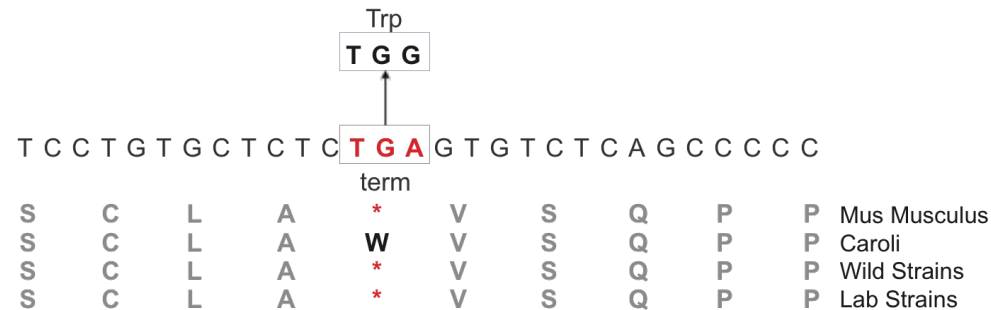 Trp
T G G
T C C T G T G C T C T C T G A G T G T C T C A G C C C C C
term
S C L A * V S Q P P Mus Musculus
S C L A W V S Q P P Caroli
S C L A * V S Q P P Wild Strains
S C L A * V S Q P P Lab Strains